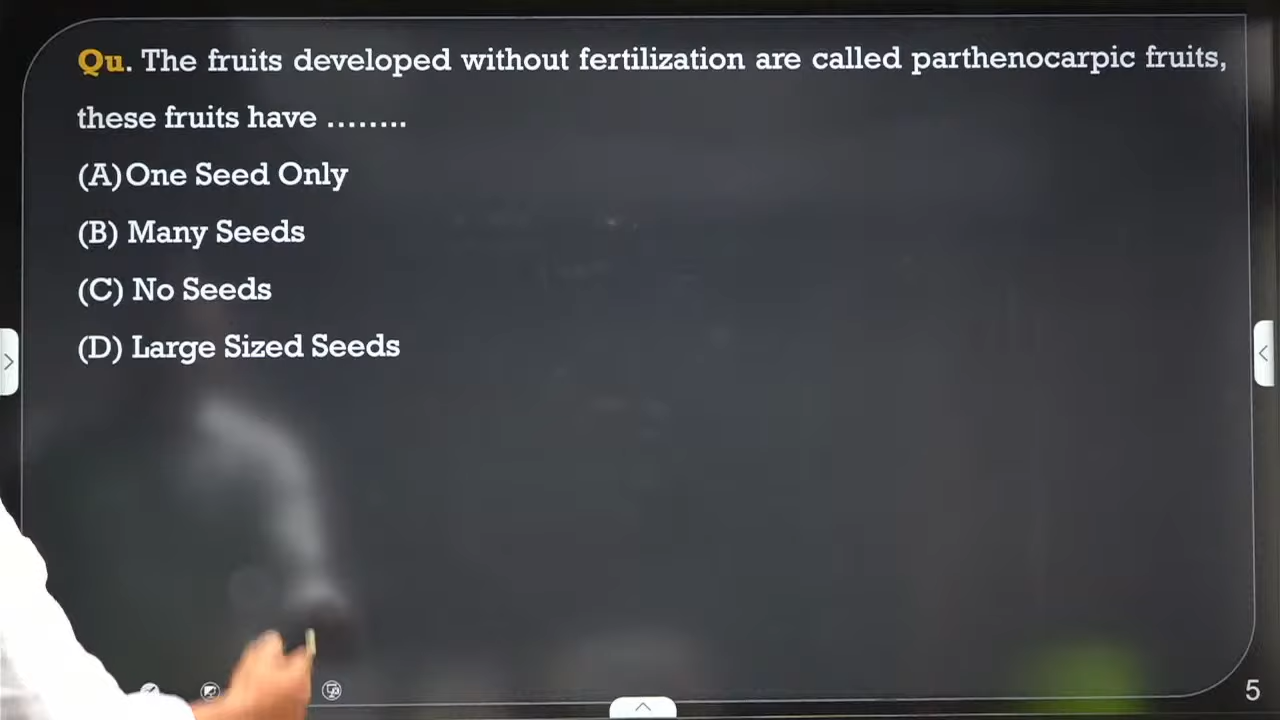 Qu. The fruits developed without fertilization are called parthenocarpic fruits,
these fruits have ........
(A) One Seed Only
(B) Many Seeds
(C) No Seeds
(D) Large Sized Seeds
5